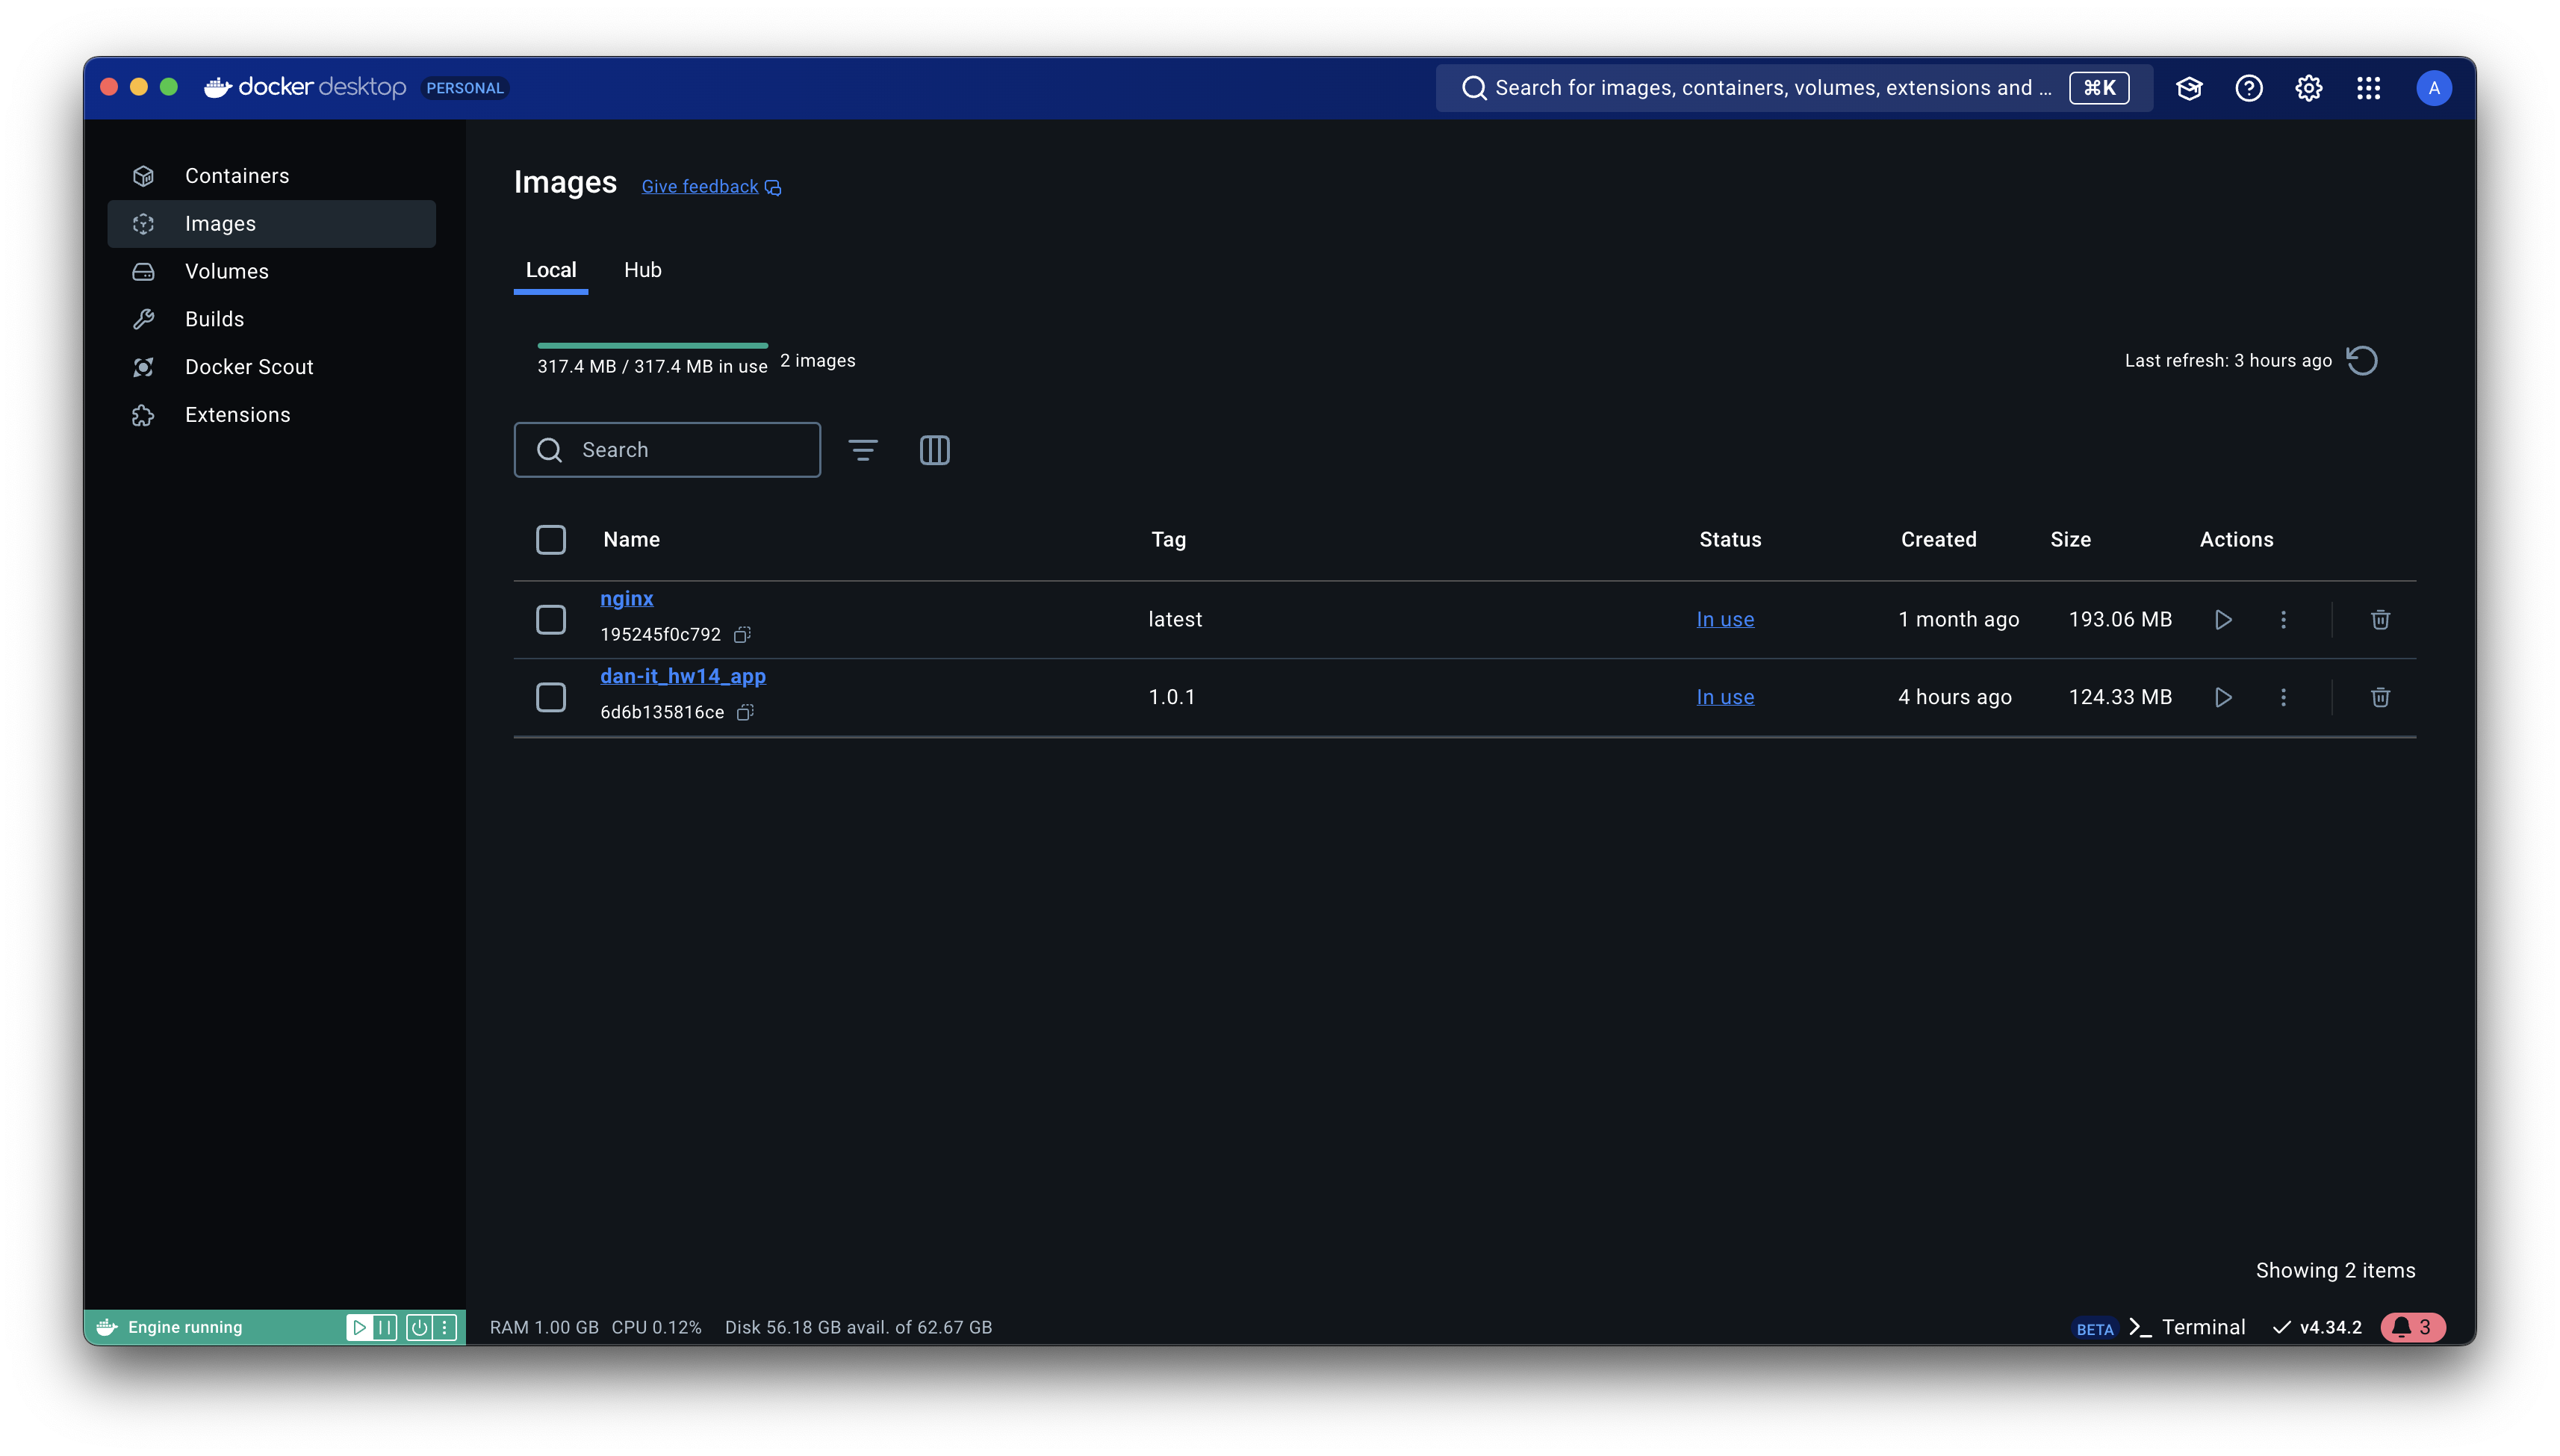 docker desktop PERSONAL Search for images, containers, volumes, extensions and ... ⌘K A
Containers
Images
Volumes
Builds
Docker Scout
Extensions
Images Give feedback
Local Hub
317.4 MB / 317.4 MB in use 2 images Last refresh: 3 hours ago
Search
Name Tag Status Created Size Actions
nginx
195245f0c792 latest In use 1 month ago 193.06 MB
dan-it_hw14_app
6d6b135816ce 1.0.1 In use 4 hours ago 124.33 MB
Showing 2 items
Engine running RAM 1.00 GB CPU 0.12% Disk 56.18 GB avail. of 62.67 GB BETA >_ Terminal v4.34.2 3